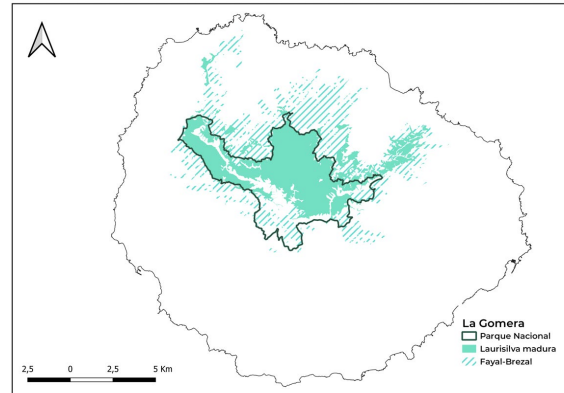 La Gomera
Parque Nacional
Laurisilva madura
Fayal-Brezal
2,5 0 2,5 5 Km